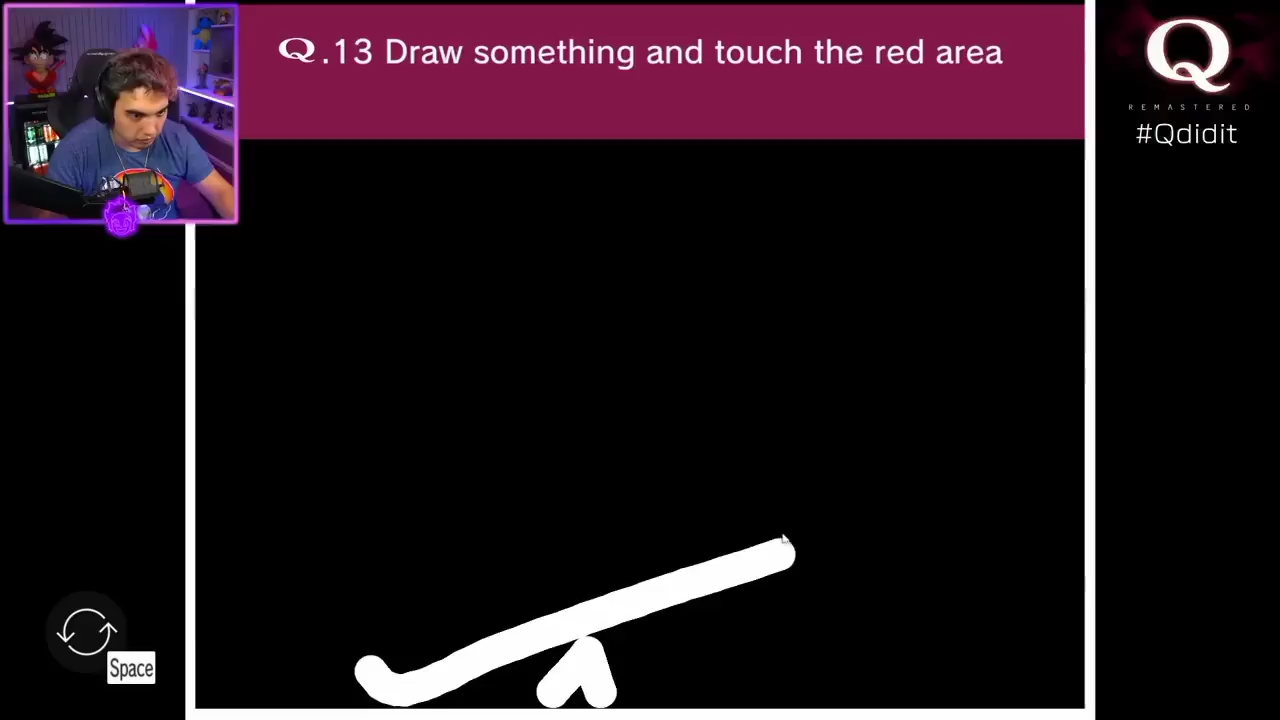 Q.13 Draw something and touch the red area
Q
REMASTERED
#Qdidit
Space